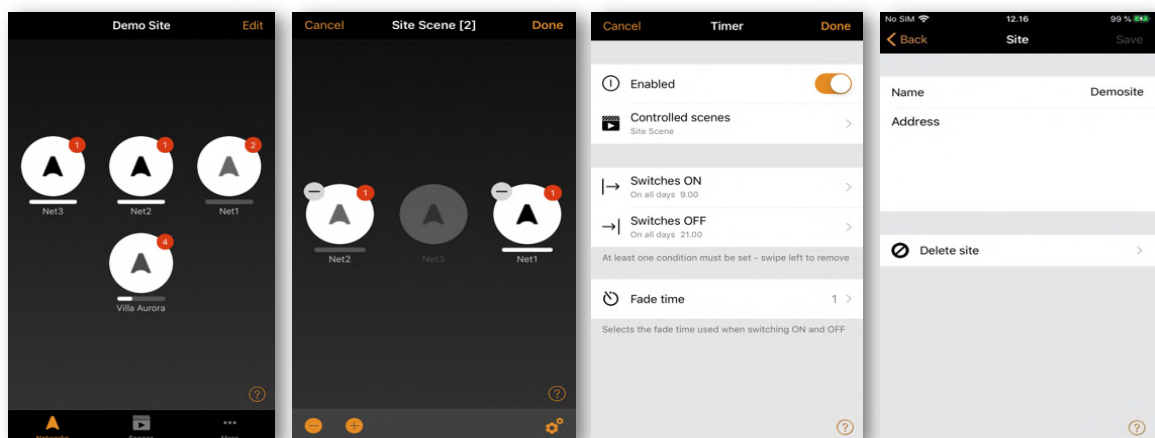 Demo Site
Edit
1
1
2
Net3
Net2
Net1
4
Villa Aurora
?
Networks
Scenes
More
Cancel
Site Scene [2]
Done
1
1
Net2
Net3
Net1
?
Cancel
Timer
Done
Enabled
Controlled scenes
Site Scene
Switches ON
On all days 9.00
Switches OFF
On all days 21.00
At least one condition must be set - swipe left to remove
Fade time
1
Selects the fade time used when switching ON and OFF
?
No SIM
12.16
99 %
Back
Site
Save
Name
Demosite
Address
Delete site
?